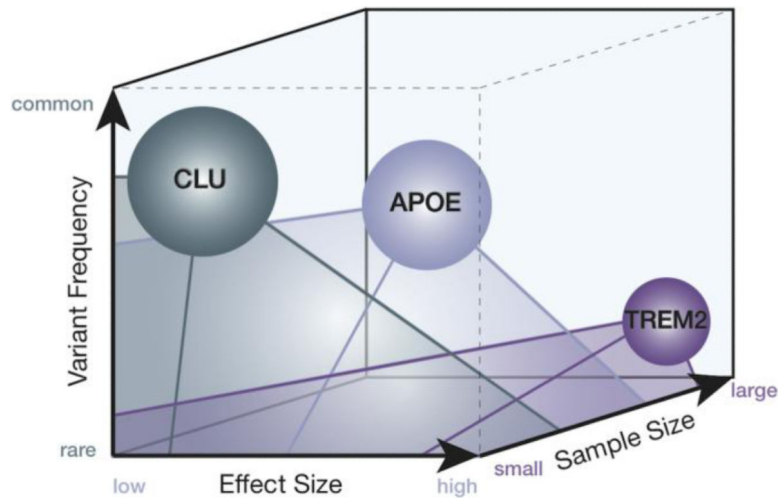 common
CLU
APOE
Variant Frequency
TREM2
large
Sample Size
rare
small
low
Effect Size
high